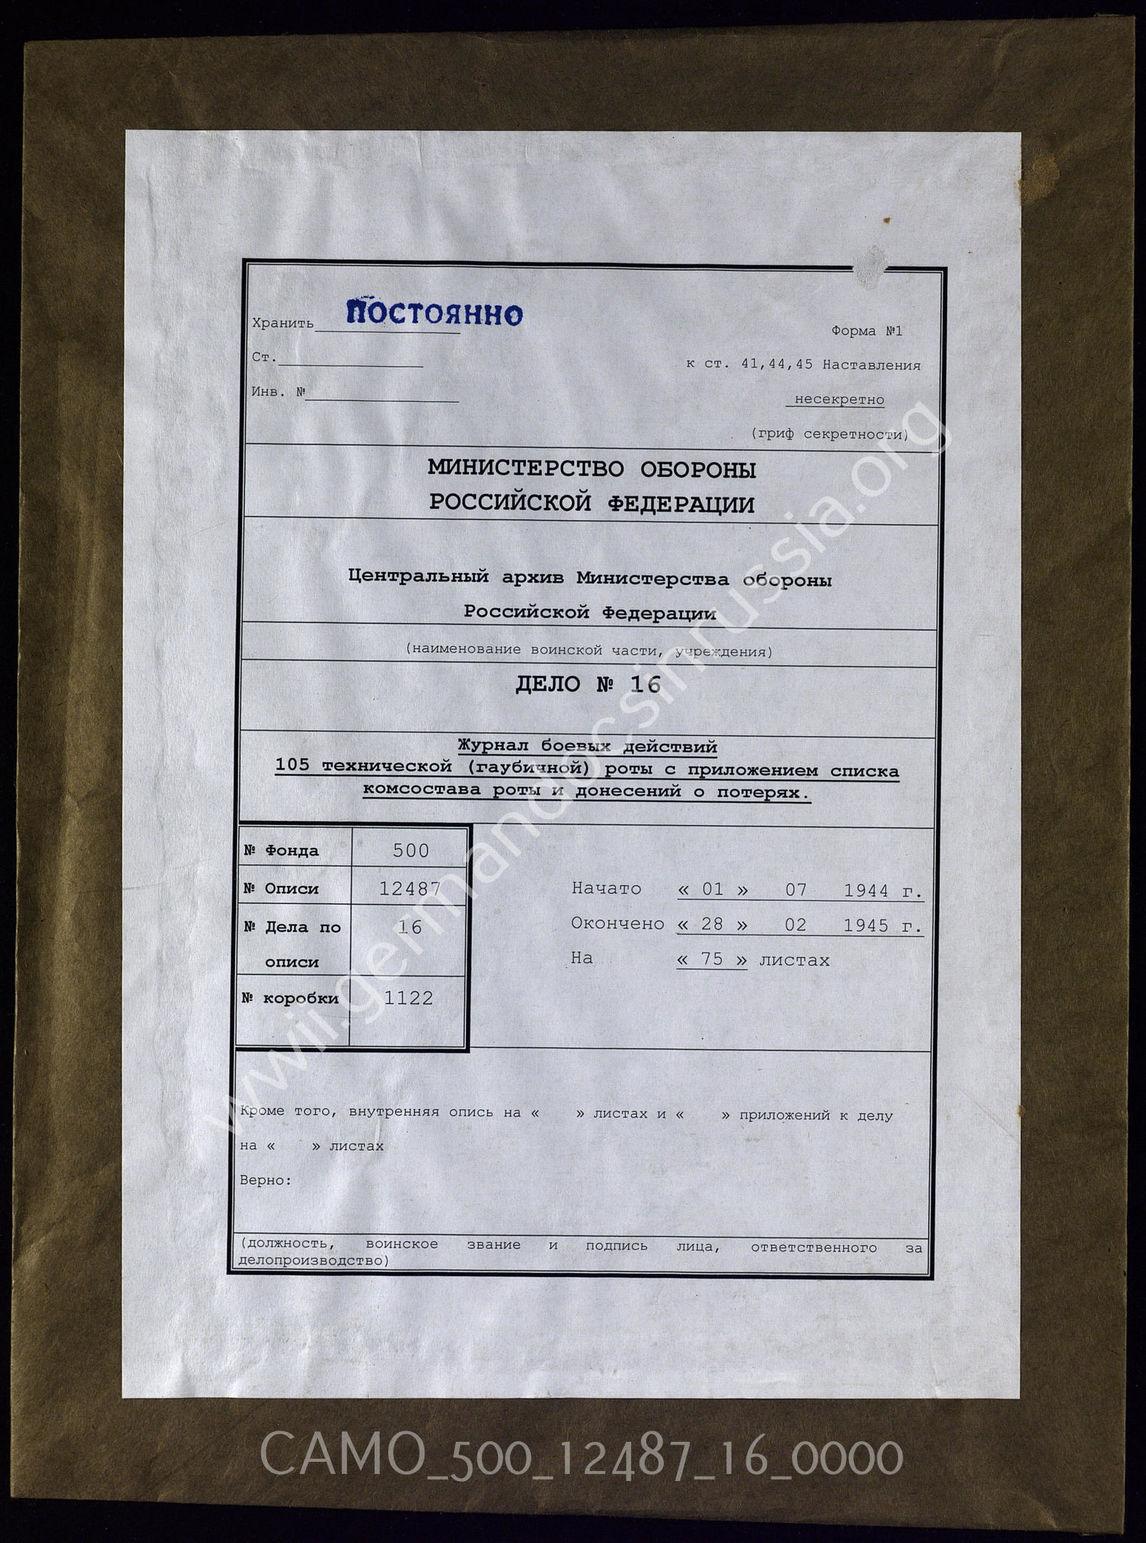 Хранить ПОСТОЯННО
Форма №1
Ст.
к ст. 41,44,45 Наставления
Инв. №
несекретно
(гриф секретности)
МИНИСТЕРСТВО ОБОРОНЫ
РОССИЙСКОЙ ФЕДЕРАЦИИ
Центральный архив Министерства обороны
Российской Федерации
(наименование воинской части, учреждения)
ДЕЛО № 16
Журнал боевых действий
105 технической (гаубичной) роты с приложением списка
комсостава роты и донесений о потерях.
№ Фонда 500
№ Описи 12487
№ Дела по 16
описи
№ коробки 1122
Начато « 01 » 07 1944 г.
Окончено « 28 » 02 1945 г.
На « 75 » листах
Кроме того, внутренняя опись на « » листах и « » приложений к делу
на « » листах
Верно:
(должность, воинское звание и подпись лица, ответственного за
делопроизводство)
www.germandocsinrussia.org
CAMO_500_12487_16_0000